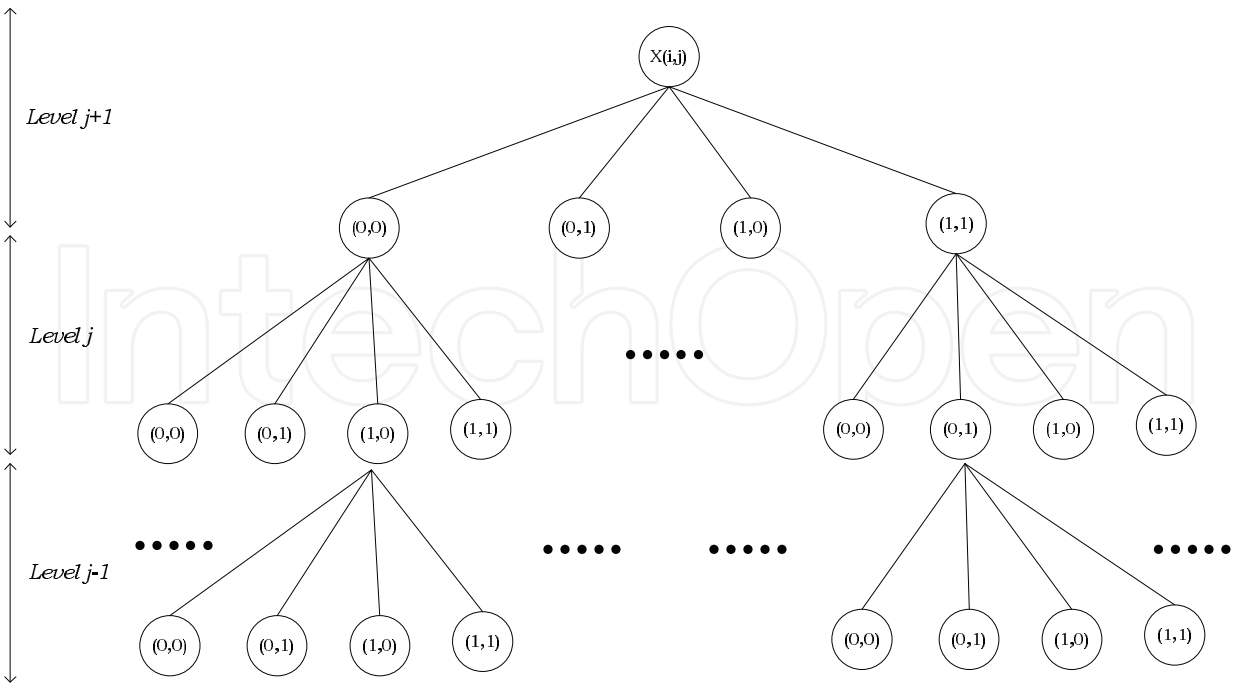 X(i,j)
Level j+1
(0,0) (0,1) (1,0) (1,1)
IntechOpen
Level j
(0,0) (0,1) (1,0) (1,1) (0,0) (0,1) (1,0) (1,1)
Level j-1
(0,0) (0,1) (1,0) (1,1) (0,0) (0,1) (1,0) (1,1)